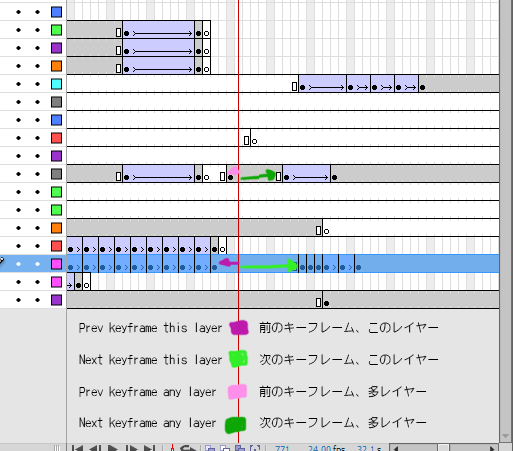 Prev keyframe this layer 前のキーフレーム、このレイヤー
Next keyframe this layer 次のキーフレーム、このレイヤー
Prev keyframe any layer 前のキーフレーム、多レイヤー
Next keyframe any layer 次のキーフレーム、多レイヤー
771 24.00 fps 32.1 s